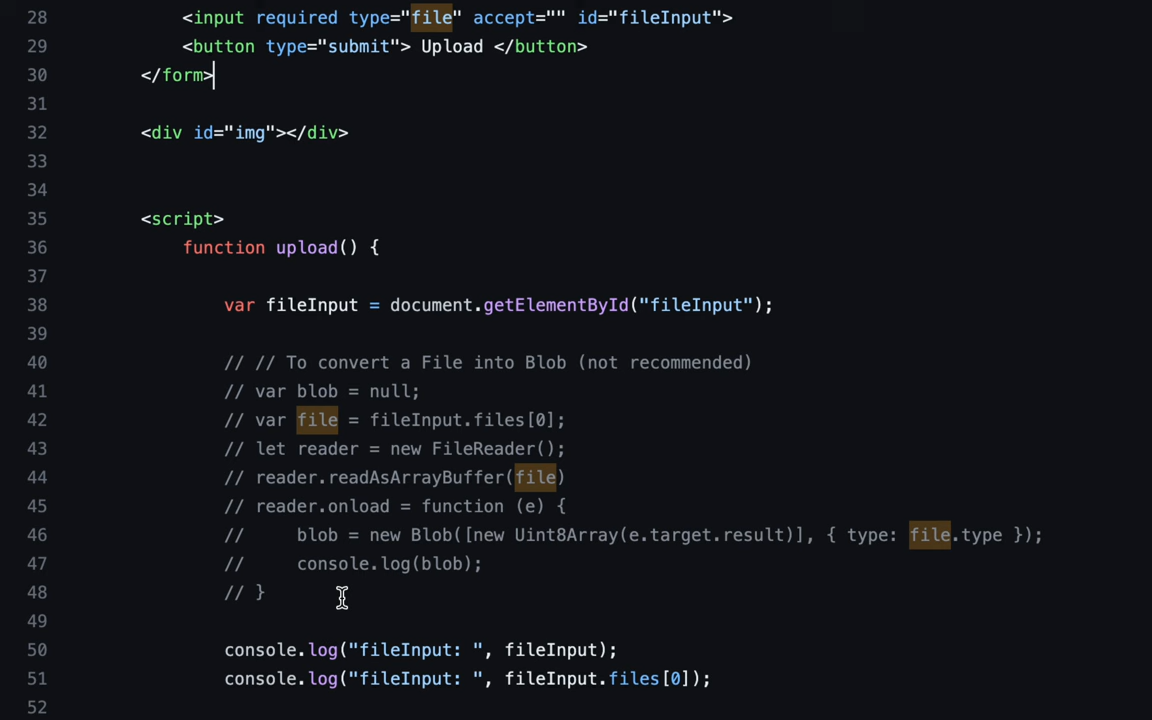 28 <input required type="file" accept="" id="fileInput">
29 <button type="submit"> Upload </button>
30 </form>
31
32 <div id="img"></div>
33
34
35 <script>
36 function upload() {
37
38 var fileInput = document.getElementById("fileInput");
39
40 // // To convert a File into Blob (not recommended)
41 // var blob = null;
42 // var file = fileInput.files[0];
43 // let reader = new FileReader();
44 // reader.readAsArrayBuffer(file)
45 // reader.onload = function (e) {
46 // blob = new Blob([new Uint8Array(e.target.result)], { type: file.type });
47 // console.log(blob);
48 // }
49
50 console.log("fileInput: ", fileInput);
51 console.log("fileInput: ", fileInput.files[0]);
52